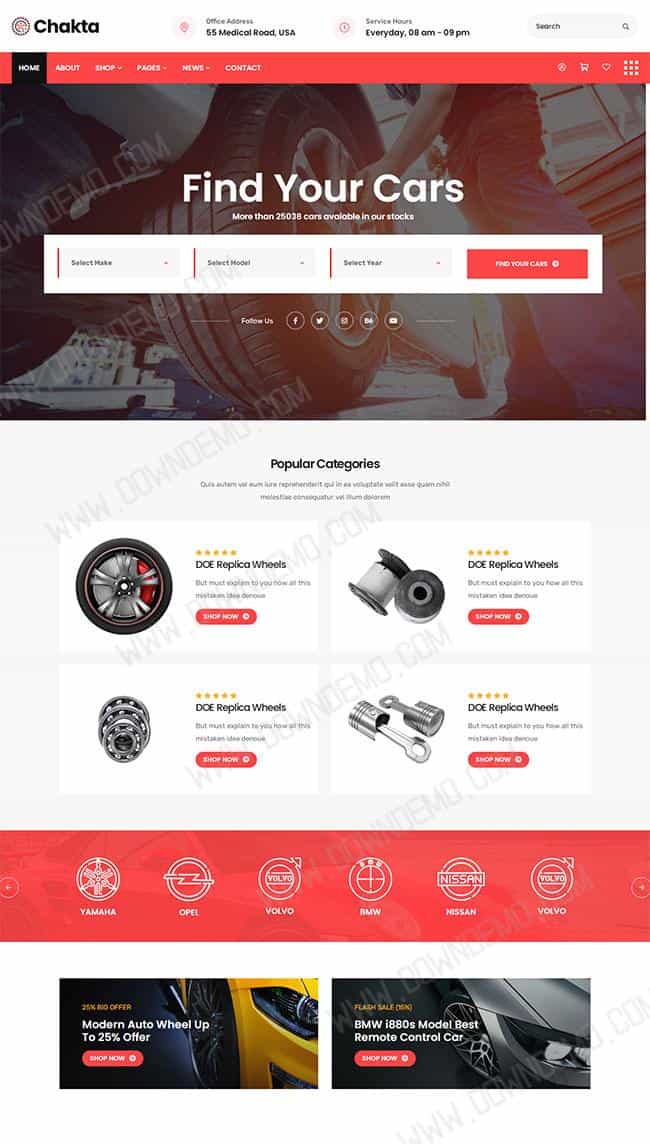 Chakta
Office Address
55 Medical Road, USA
Service Hours
Everyday, 08 am - 09 pm
Search
HOME
ABOUT
SHOP
PAGES
NEWS
CONTACT
Find Your Cars
More than 25038 cars avaiable in our stocks
Select Make
Select Model
Select Year
FIND YOUR CARS
Follow Us
Bē
Popular Categories
Quis autem vel eum iure reprehenderit qui in ea voluptate velit esse quam nihil
molestiae consequatur vel illum dolorem
DOE Replica Wheels
But must explain to you how all this
mistaken idea denoue
SHOP NOW
DOE Replica Wheels
But must explain to you how all this
mistaken idea denoue
SHOP NOW
DOE Replica Wheels
But must explain to you how all this
mistaken idea denoue
SHOP NOW
DOE Replica Wheels
But must explain to you how all this
mistaken idea denoue
SHOP NOW
VOLVO
NISSAN
VOLVO
YAMAHA
OPEL
VOLVO
BMW
NISSAN
VOLVO
25% BIG OFFER
Modern Auto Wheel Up
To 25% Offer
SHOP NOW
FLASH SALE (15%)
BMW i880s Model Best
Remote Control Car
SHOP NOW
WWW.DOWNDEMO.COM